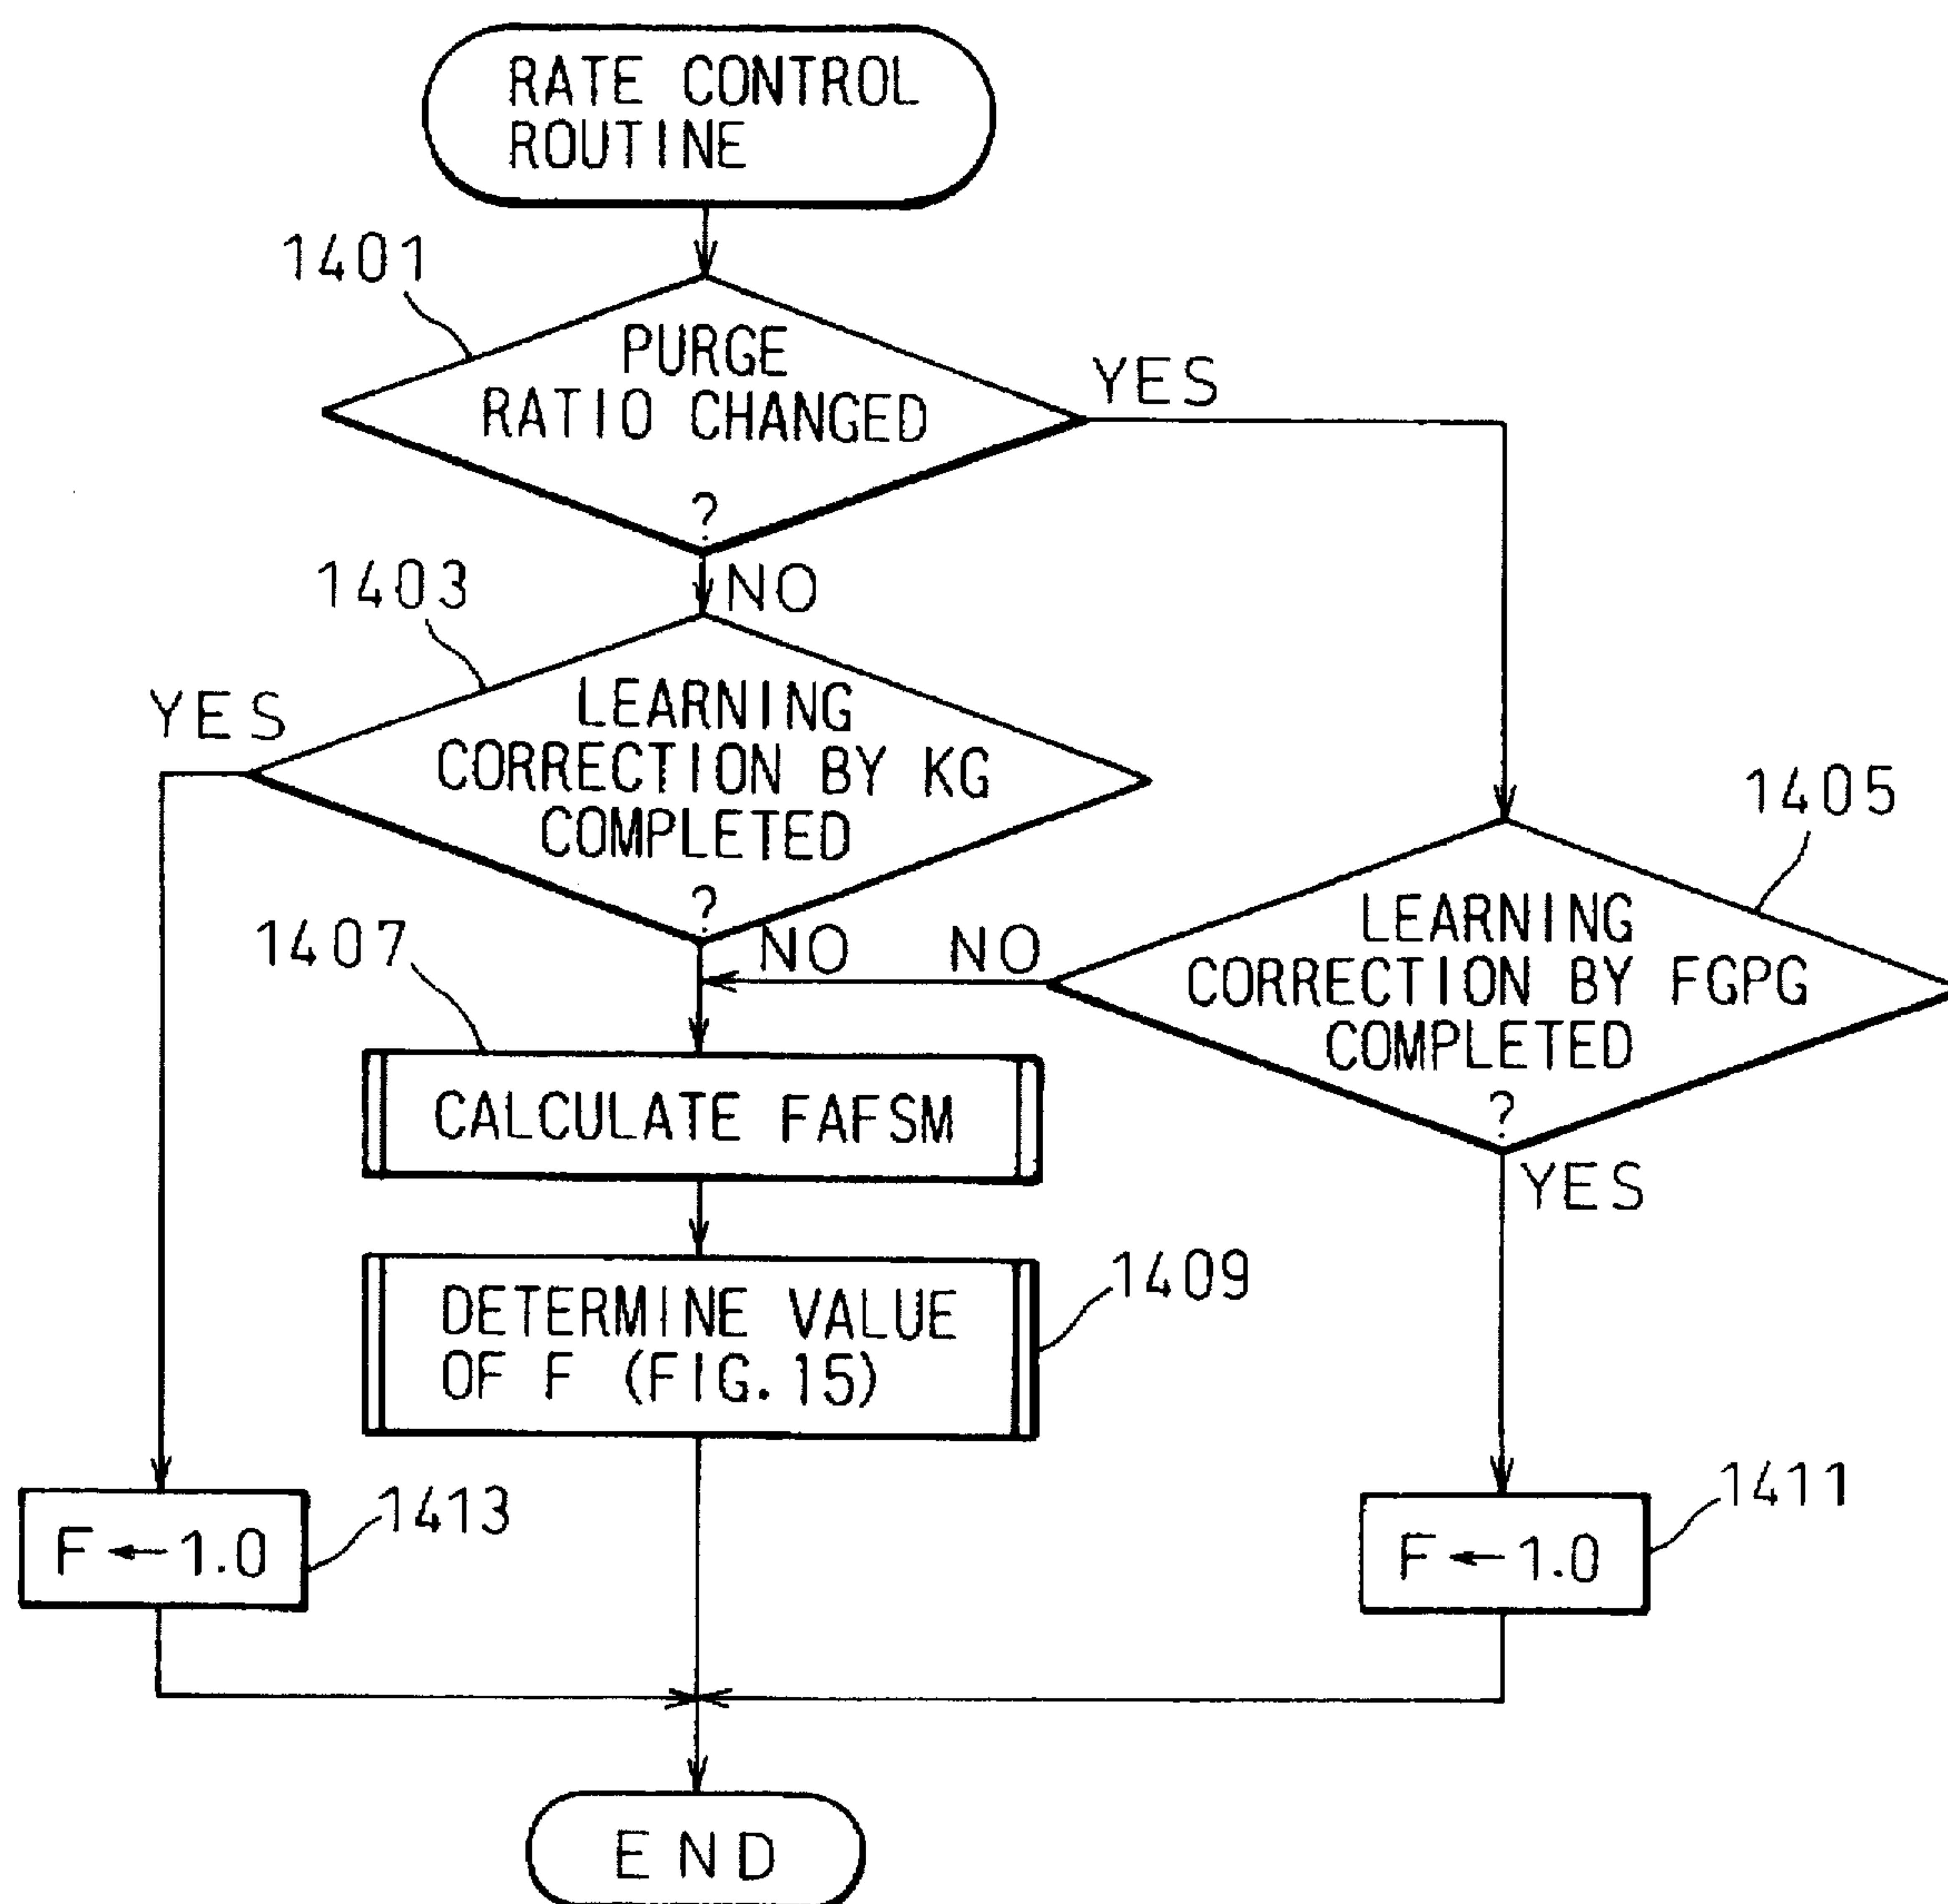 RATE CONTROL
ROUTINE
1401
PURGE
RATIO CHANGED
?
YES
NO
1403
LEARNING
CORRECTION BY KG
COMPLETED
?
YES
NO
1405
LEARNING
CORRECTION BY FGPG
COMPLETED
?
NO
YES
1407
CALCULATE FAFSM
DETERMINE VALUE
OF F (FIG. 15)
1409
F ← 1.0
1413
F ← 1.0
1411
END